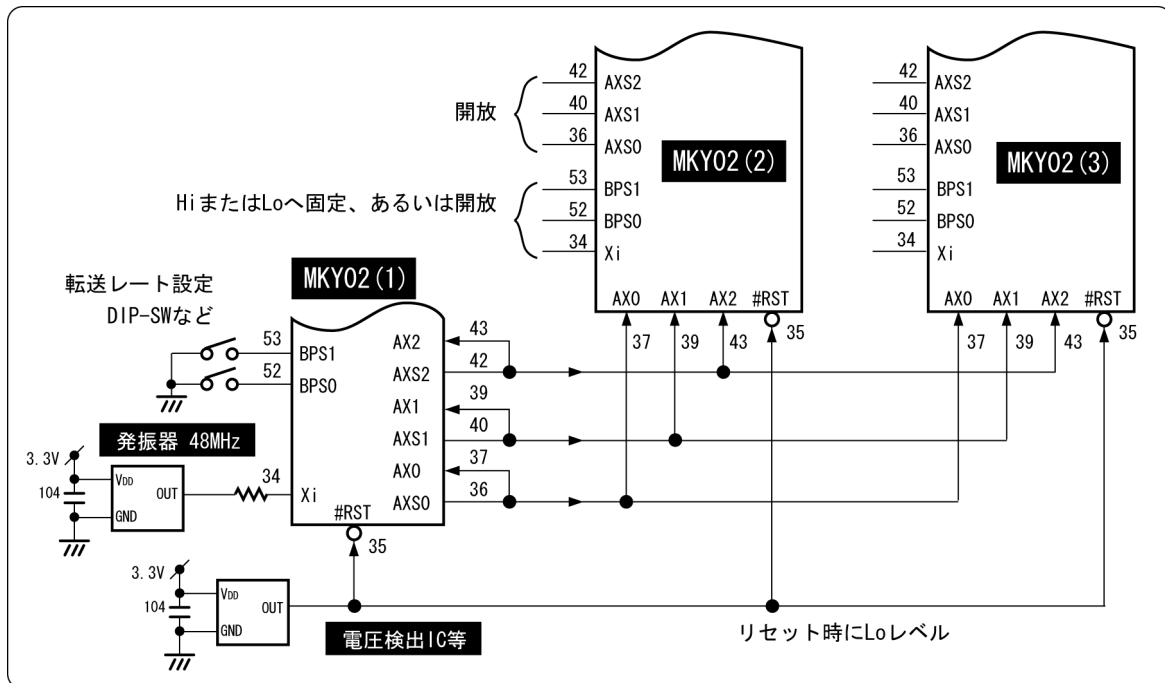 42
AXS2
40
AXS1
36
AXS0
開放
MKY02(2)
53
BPS1
52
BPS0
34
Xi
HiまたはLoへ固定、あるいは開放
AX0 AX1 AX2 #RST
37
39
43
35
42
AXS2
40
AXS1
36
AXS0
MKY02(3)
53
BPS1
52
BPS0
34
Xi
AX0 AX1 AX2 #RST
37
39
43
35
MKY02(1)
転送レート設定
DIP-SWなど
53
BPS1
52
BPS0
発振器 48MHz
3.3V
104
VDD
OUT
GND
34
Xi
#RST
35
AX2
43
AXS2
42
AX1
39
AXS1
40
AX0
37
AXS0
36
3.3V
104
VDD
OUT
GND
電圧検出IC等
リセット時にLoレベル